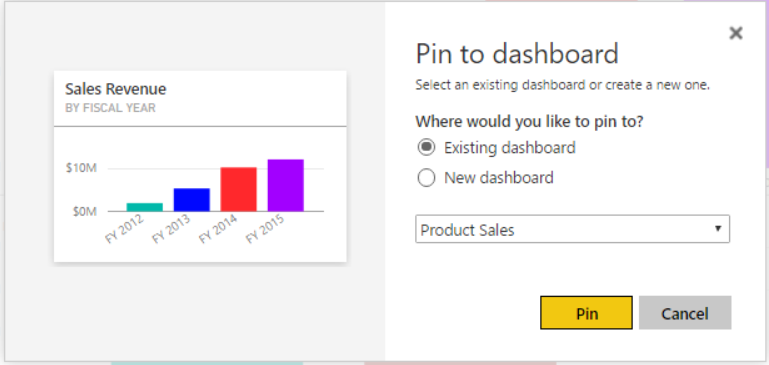 Sales Revenue
BY FISCAL YEAR
$10M
$0M
FY 2012
FY 2013
FY 2014
FY 2015
Pin to dashboard
Select an existing dashboard or create a new one.
Where would you like to pin to?
Existing dashboard
New dashboard
Product Sales
Pin
Cancel